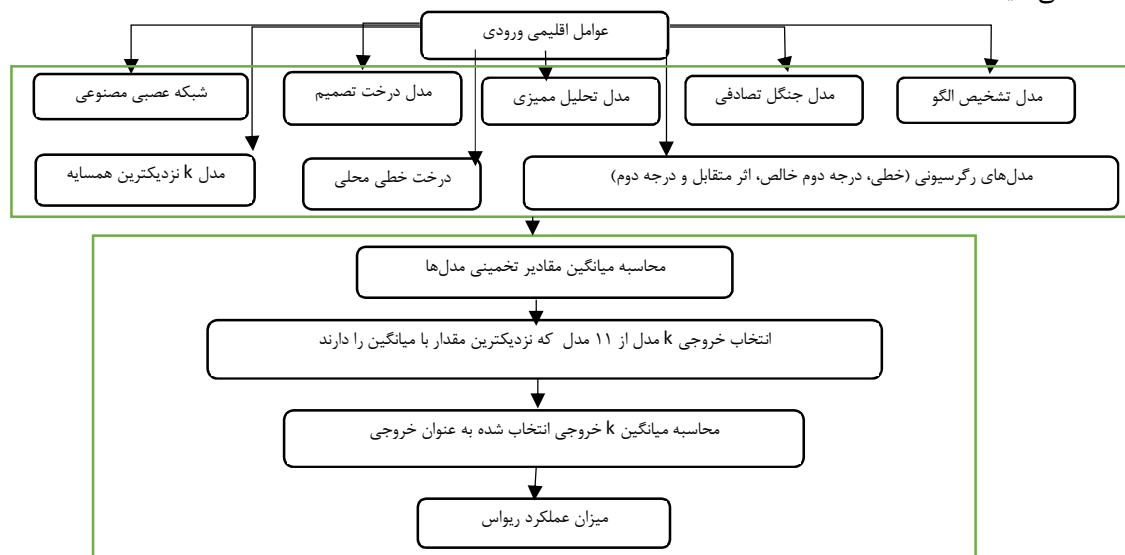 عوامل اقلیمی ورودی
مدل تشخیص الگو
مدل جنگل تصادفی
مدل تحلیل ممیزی
مدل درخت تصمیم
شبکه عصبی مصنوعی
مدل‌های رگرسیونی (خطی، درجه دوم خالص، اثر متقابل و درجه دوم)
درخت خطی محلی
مدل k نزدیکترین همسایه
محاسبه میانگین مقادیر تخمینی مدل‌ها
انتخاب خروجی k مدل از ۱۱ مدل که نزدیکترین مقدار با میانگین را دارند
محاسبه میانگین k خروجی انتخاب شده به عنوان خروجی
میزان عملکرد ریواس